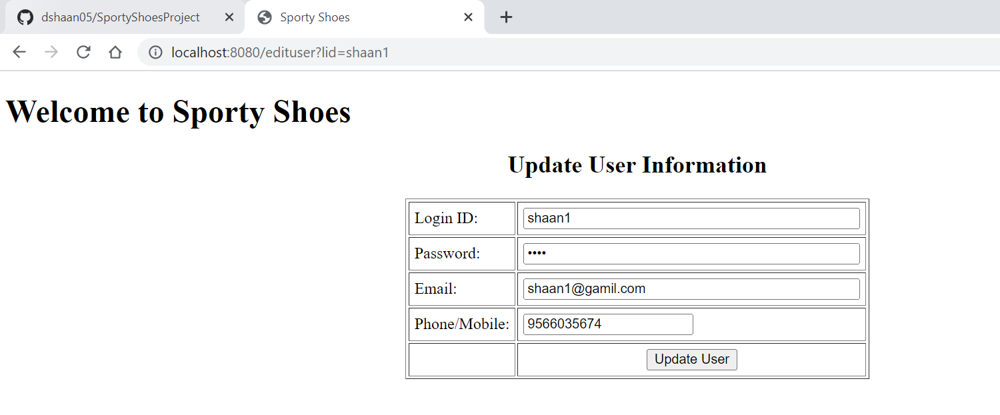 dshaan05/SportyShoesProject
Sporty Shoes
localhost:8080/edituser?lid=shaan1
Welcome to Sporty Shoes
Update User Information
Login ID: shaan1
Password: ••••
Email: shaan1@gamil.com
Phone/Mobile: 9566035674
Update User